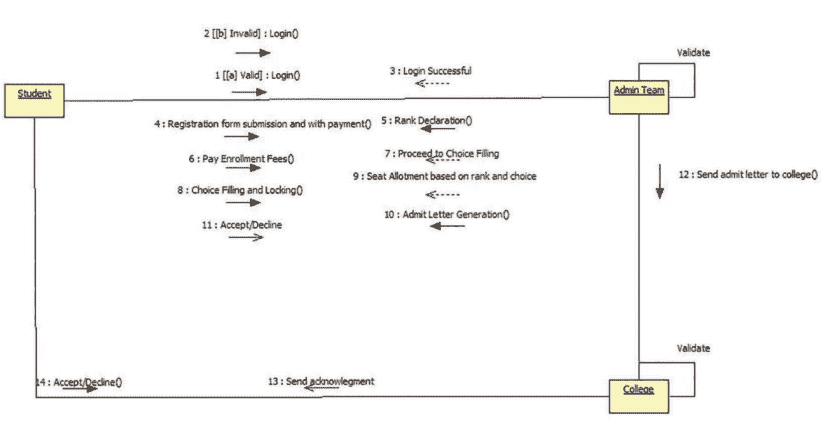 2 [[b] Invalid] : Login()
Validate
1 [[a] Valid] : Login()
3 : Login Successful
Student
Admin Team
4 : Registration form submission and with payment()
5 : Rank Declaration()
6 : Pay Enrollment Fees()
7 : Proceed to Choice Filling
8 : Choice Filling and Locking()
9 : Seat Allotment based on rank and choice
12 : Send admit letter to college()
10 : Admit Letter Generation()
11 : Accept/Decline
Validate
14 : Accept/Decline()
13 : Send acknowlegment
College